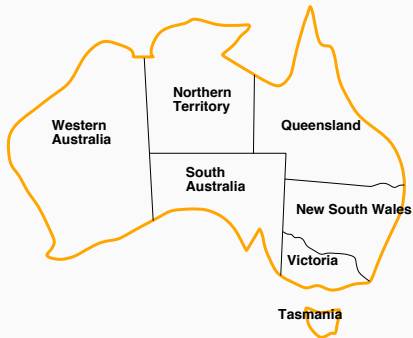 Northern
Territory
Western
Australia
Queensland
South
Australia
New South Wales
Victoria
Tasmania